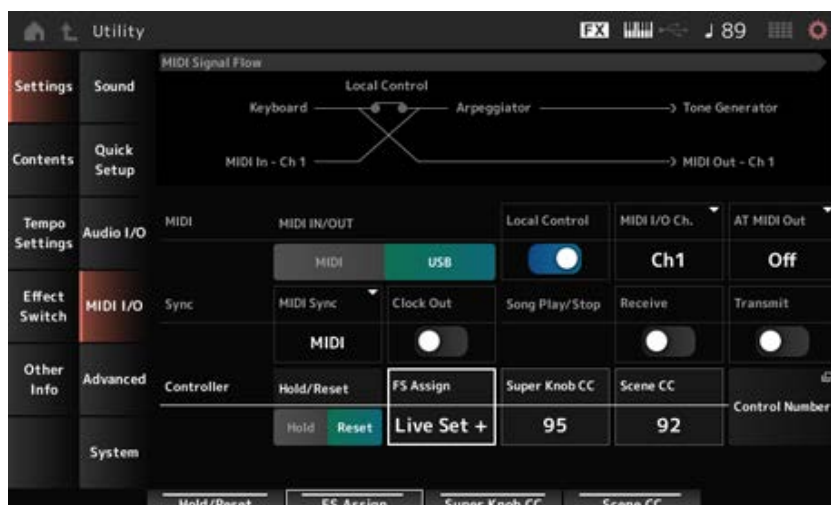 Utility
FX
♩ 89
Settings
Sound
MIDI Signal Flow
Local Control
Keyboard
Arpeggiator
Tone Generator
Contents
Quick
Setup
MIDI In - Ch 1
MIDI Out - Ch 1
Tempo
Settings
Audio I/O
MIDI
MIDI IN/OUT
Local Control
MIDI I/O Ch.
AT MIDI Out
MIDI
USB
Ch1
Off
Effect
Switch
MIDI I/O
Sync
MIDI Sync
Clock Out
Song Play/Stop
Receive
Transmit
MIDI
Other
Info
Advanced
Controller
Hold/Reset
FS Assign
Super Knob CC
Scene CC
Control Number
Hold
Reset
Live Set +
95
92
System
Hold/Reset
FS Assign
Super Knob CC
Scene CC